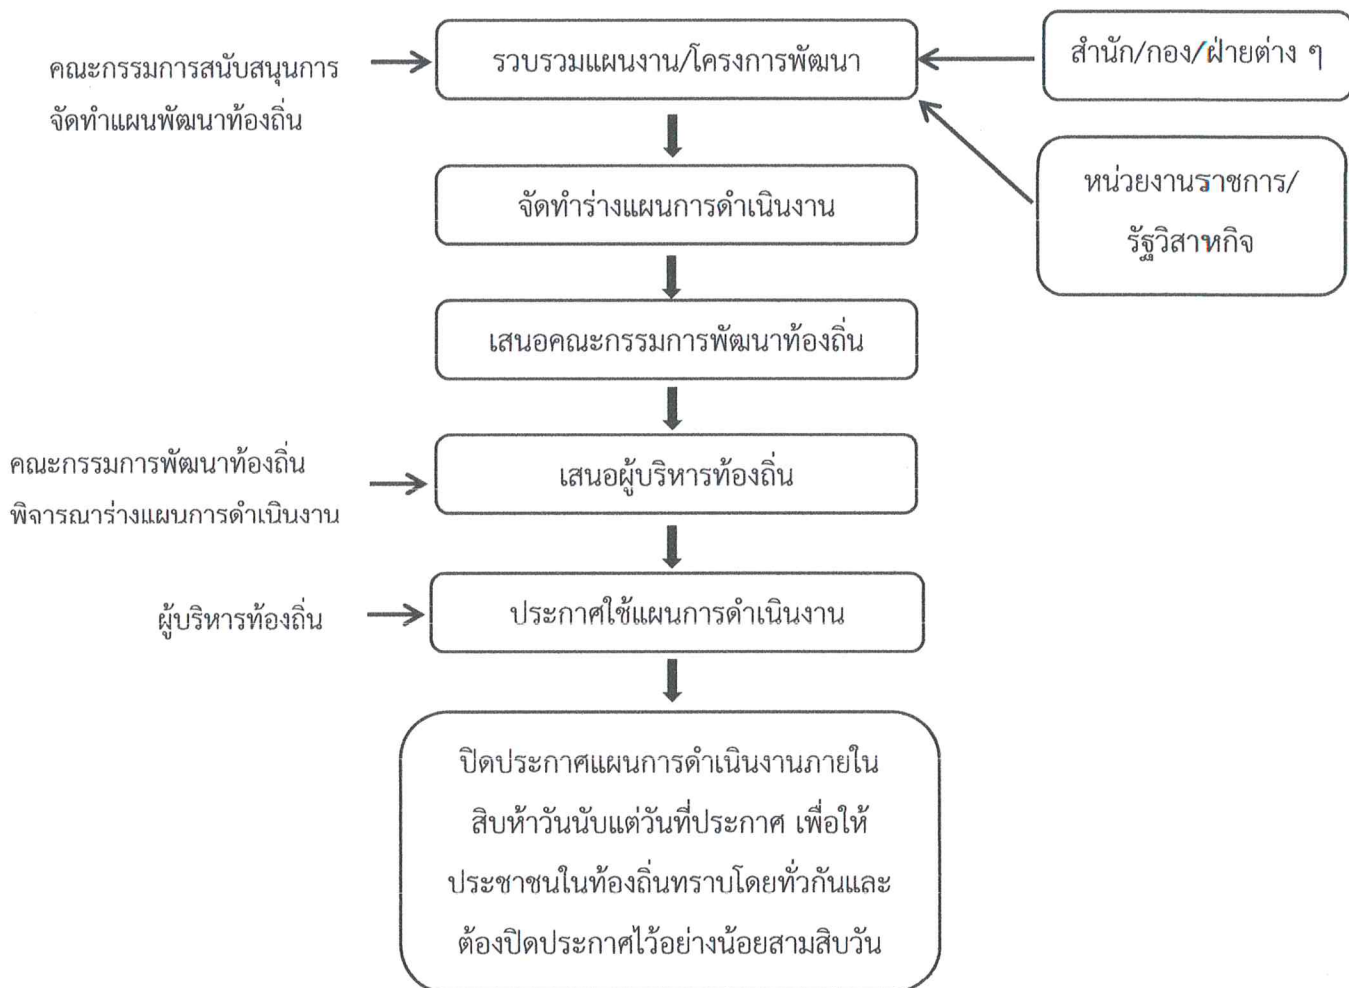 คณะกรรมการสนับสนุนการ
จัดทำแผนพัฒนาท้องถิ่น
รวบรวมแผนงาน/โครงการพัฒนา
สำนัก/กอง/ฝ่ายต่าง ๆ
หน่วยงานราชการ/
รัฐวิสาหกิจ
จัดทำร่างแผนการดำเนินงาน
เสนอคณะกรรมการพัฒนาท้องถิ่น
คณะกรรมการพัฒนาท้องถิ่น
พิจารณาร่างแผนการดำเนินงาน
เสนอผู้บริหารท้องถิ่น
ผู้บริหารท้องถิ่น
ประกาศใช้แผนการดำเนินงาน
ปิดประกาศแผนการดำเนินงานภายใน
สิบห้าวันนับแต่วันที่ประกาศ เพื่อให้
ประชาชนในท้องถิ่นทราบโดยทั่วกันและ
ต้องปิดประกาศไว้อย่างน้อยสามสิบวัน